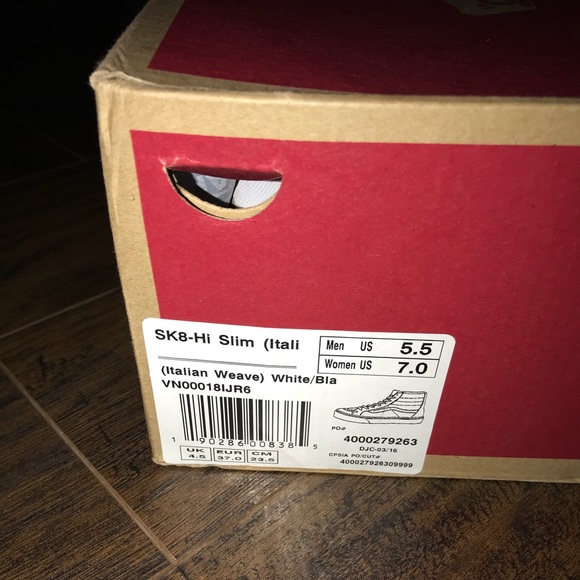 SK8-Hi Slim (Itali
Men US 5.5
Women US 7.0
(Italian Weave) White/Bla
VN00018IJR6
1 90286 00838 5
UK EUR CM
4.5 37.0 23.5
PO#
4000279263
DJC-03/16
CPSIA PO/CUT#
400027926309999